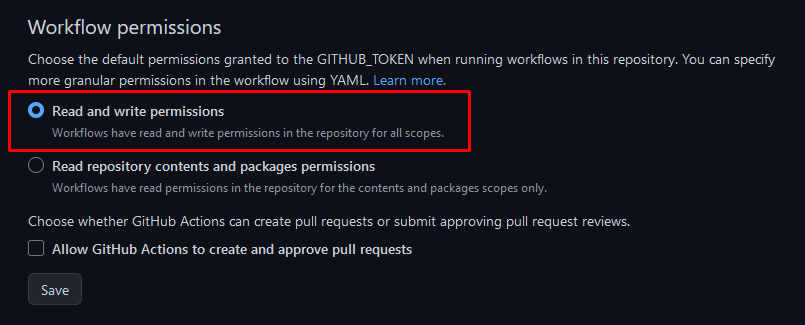 Workflow permissions
Choose the default permissions granted to the GITHUB_TOKEN when running workflows in this repository. You can specify
more granular permissions in the workflow using YAML. Learn more.
Read and write permissions
Workflows have read and write permissions in the repository for all scopes.
Read repository contents and packages permissions
Workflows have read permissions in the repository for the contents and packages scopes only.
Choose whether GitHub Actions can create pull requests or submit approving pull request reviews.
Allow GitHub Actions to create and approve pull requests
Save